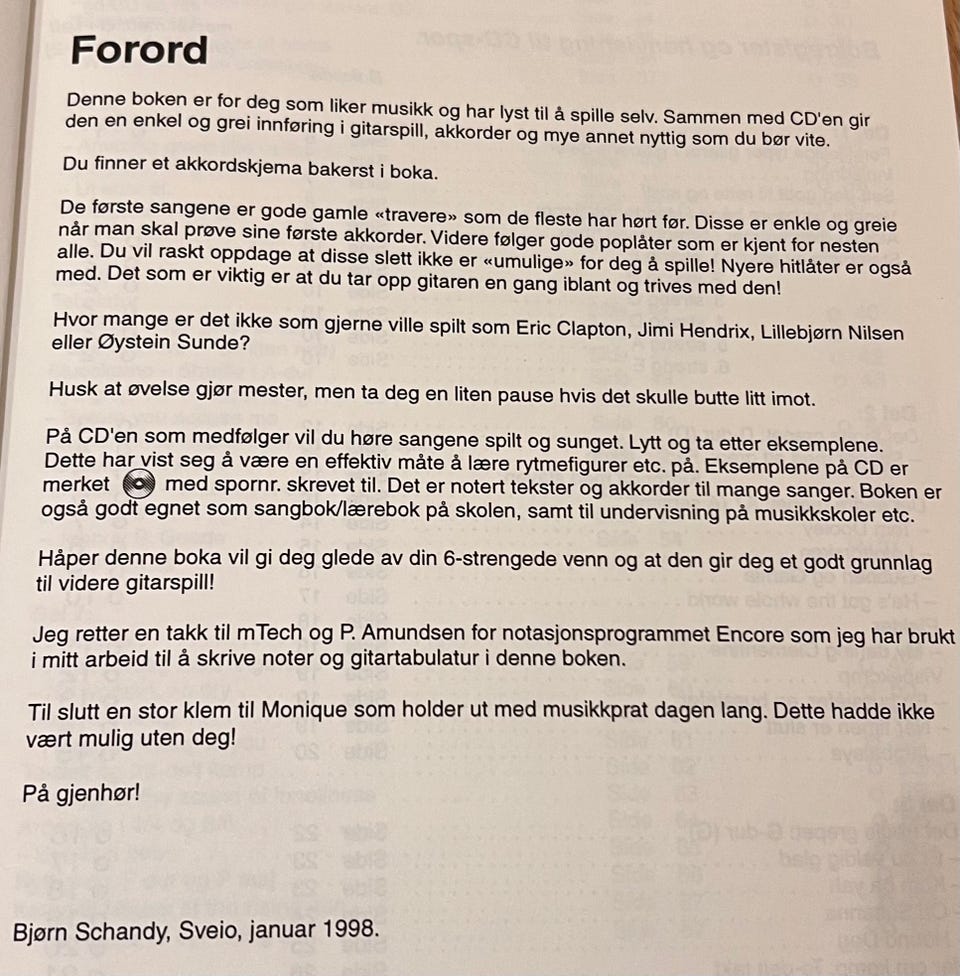 Forord
Denne boken er for deg som liker musikk og har lyst til å spille selv. Sammen med CD'en gir
den en enkel og grei innføring i gitarspill, akkorder og mye annet nyttig som du bør vite.
Du finner et akkordskjema bakerst i boka.
De første sangene er gode gamle «travere» som de fleste har hørt før. Disse er enkle og greie
når man skal prøve sine første akkorder. Videre følger gode poplåter som er kjent for nesten
alle. Du vil raskt oppdage at disse slett ikke er «umulige» for deg å spille! Nyere hitlåter er også
med. Det som er viktig er at du tar opp gitaren en gang iblant og trives med den!
Hvor mange er det ikke som gjerne ville spilt som Eric Clapton, Jimi Hendrix, Lillebjørn Nilsen
eller Øystein Sunde?
Husk at øvelse gjør mester, men ta deg en liten pause hvis det skulle butte litt imot.
På CD'en som medfølger vil du høre sangene spilt og sunget. Lytt og ta etter eksemplene.
Dette har vist seg å være en effektiv måte å lære rytmefigurer etc. på. Eksemplene på CD er
merket med spornr. skrevet til. Det er notert tekster og akkorder til mange sanger. Boken er
også godt egnet som sangbok/lærebok på skolen, samt til undervisning på musikkskoler etc.
Håper denne boka vil gi deg glede av din 6-strengede venn og at den gir deg et godt grunnlag
til videre gitarspill!
Jeg retter en takk til mTech og P. Amundsen for notasjonsprogrammet Encore som jeg har brukt
i mitt arbeid til å skrive noter og gitartabulatur i denne boken.
Til slutt en stor klem til Monique som holder ut med musikkprat dagen lang. Dette hadde ikke
vært mulig uten deg!
På gjenhør!
Bjørn Schandy, Sveio, januar 1998.